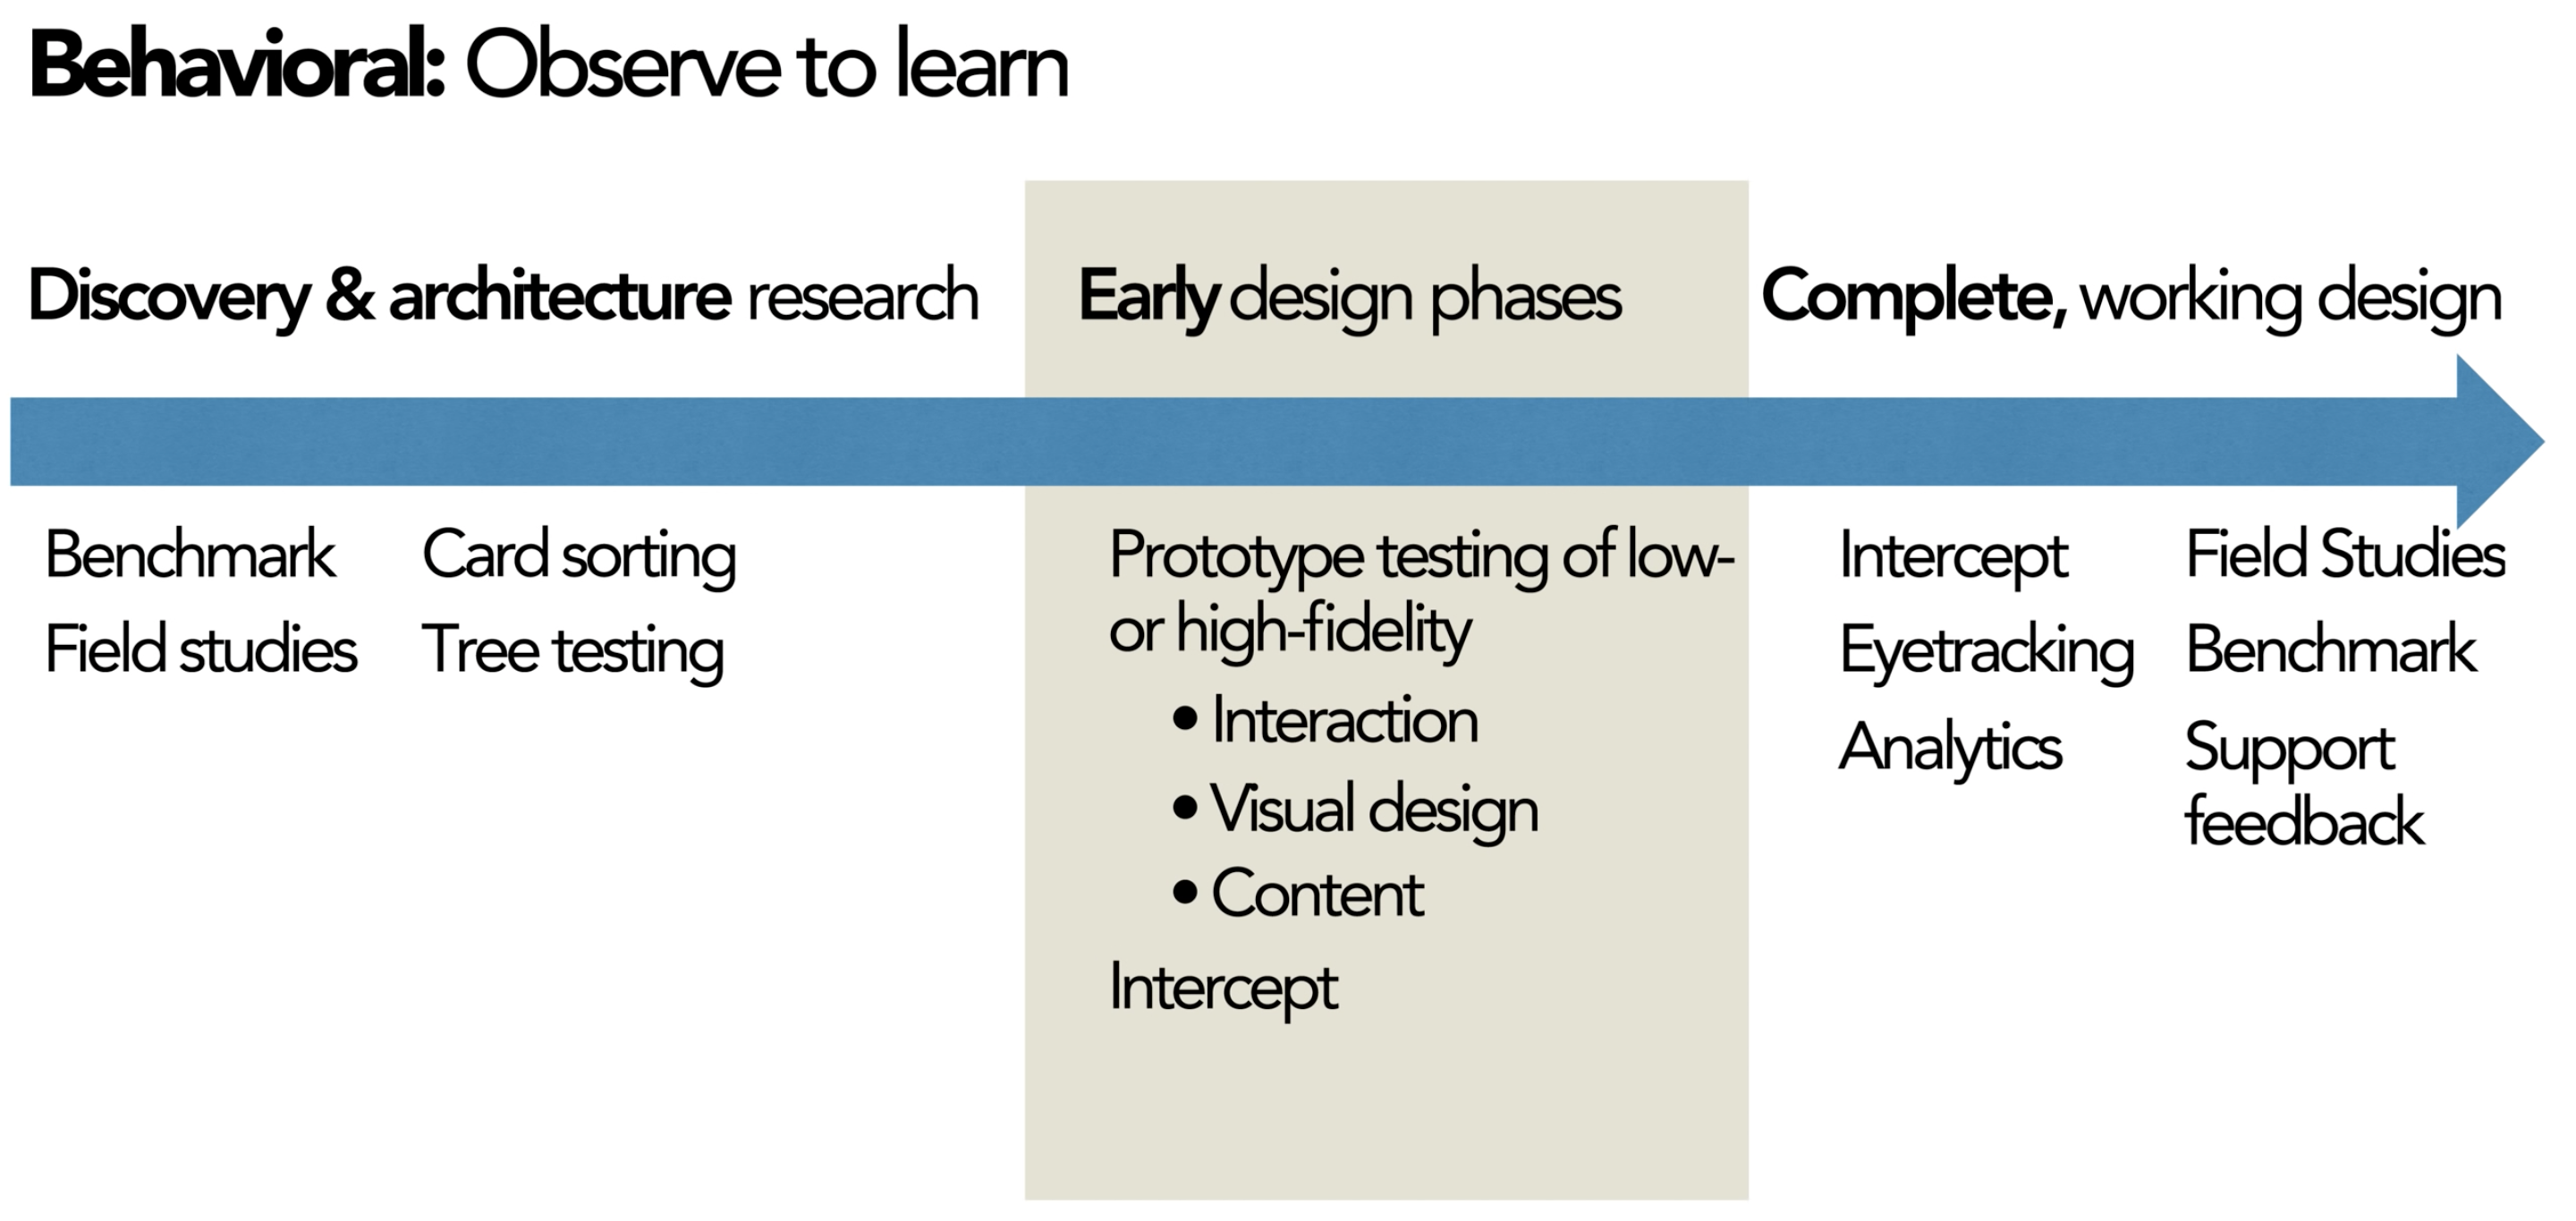 Behavioral: Observe to learn
Discovery & architecture research
Early design phases
Complete, working design
Benchmark
Field studies
Card sorting
Tree testing
Prototype testing of low-
or high-fidelity
• Interaction
• Visual design
• Content
Intercept
Intercept
Eyetracking
Analytics
Field Studies
Benchmark
Support
feedback